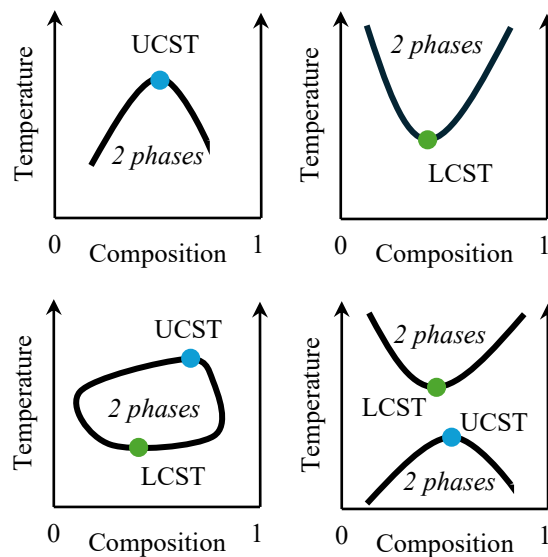 UCST
2 phases
Temperature
0
Composition
1
2 phases
LCST
Temperature
0
Composition
1
UCST
2 phases
LCST
Temperature
0
Composition
1
2 phases
LCST
UCST
2 phases
Temperature
0
Composition
1